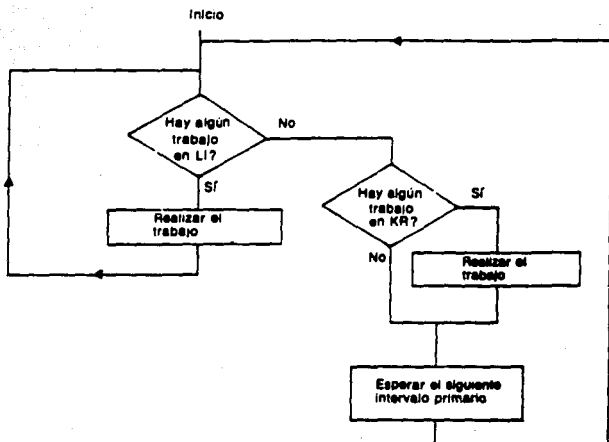 Inicio
Hay algún
trabajo
en LI?
No
Sí
Realizar el
trabajo
Hay algún
trabajo
en KR?
Sí
No
Realizar el
trabajo
Esperar el siguiente
intervalo primario